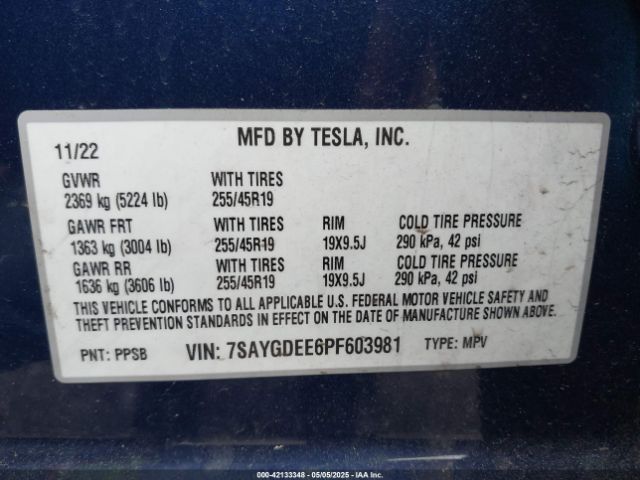 MFD BY TESLA, INC.
11/22
GVWR WITH TIRES
2369 kg (5224 lb) 255/45R19
GAWR FRT WITH TIRES RIM COLD TIRE PRESSURE
1363 kg (3004 lb) 255/45R19 19X9.5J 290 kPa, 42 psi
GAWR RR WITH TIRES RIM COLD TIRE PRESSURE
1636 kg (3606 lb) 255/45R19 19X9.5J 290 kPa, 42 psi
THIS VEHICLE CONFORMS TO ALL APPLICABLE U.S. FEDERAL MOTOR VEHICLE SAFETY AND
THEFT PREVENTION STANDARDS IN EFFECT ON THE DATE OF MANUFACTURE SHOWN ABOVE.
PNT: PPSB VIN: 7SAYGDEE6PF603981 TYPE: MPV
000-42133348 - 05/05/2025 - IAA Inc.